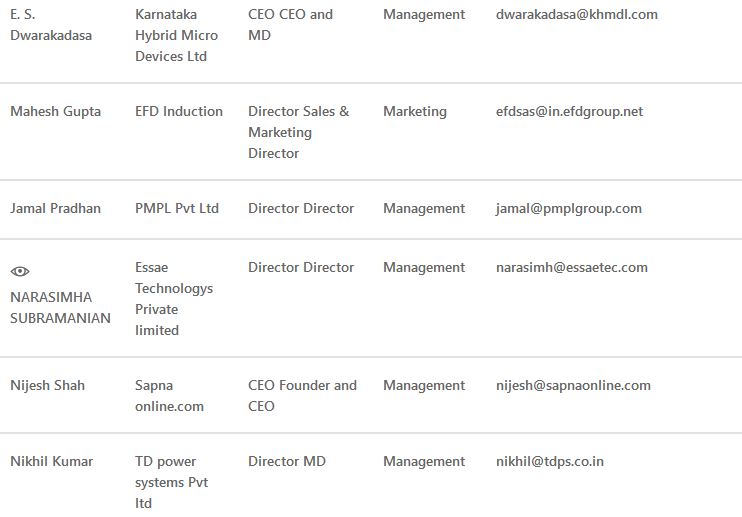 E. S. Karnataka CEO CEO and Management dwarakadasa@khmdl.com
Dwarakadasa Hybrid Micro MD
Devices Ltd
Mahesh Gupta EFD Induction Director Sales & Marketing efdsas@in.efdgroup.net
Marketing
Director
Jamal Pradhan PMPL Pvt Ltd Director Director Management jamal@pmplgroup.com
Essae Director Director Management narasimh@essaetec.com
NARASIMHA Technologys
SUBRAMANIAN Private
limited
Nijesh Shah Sapna CEO Founder and Management nijesh@sapnaonline.com
online.com CEO
Nikhil Kumar TD power Director MD Management nikhil@tdps.co.in
systems Pvt
ltd